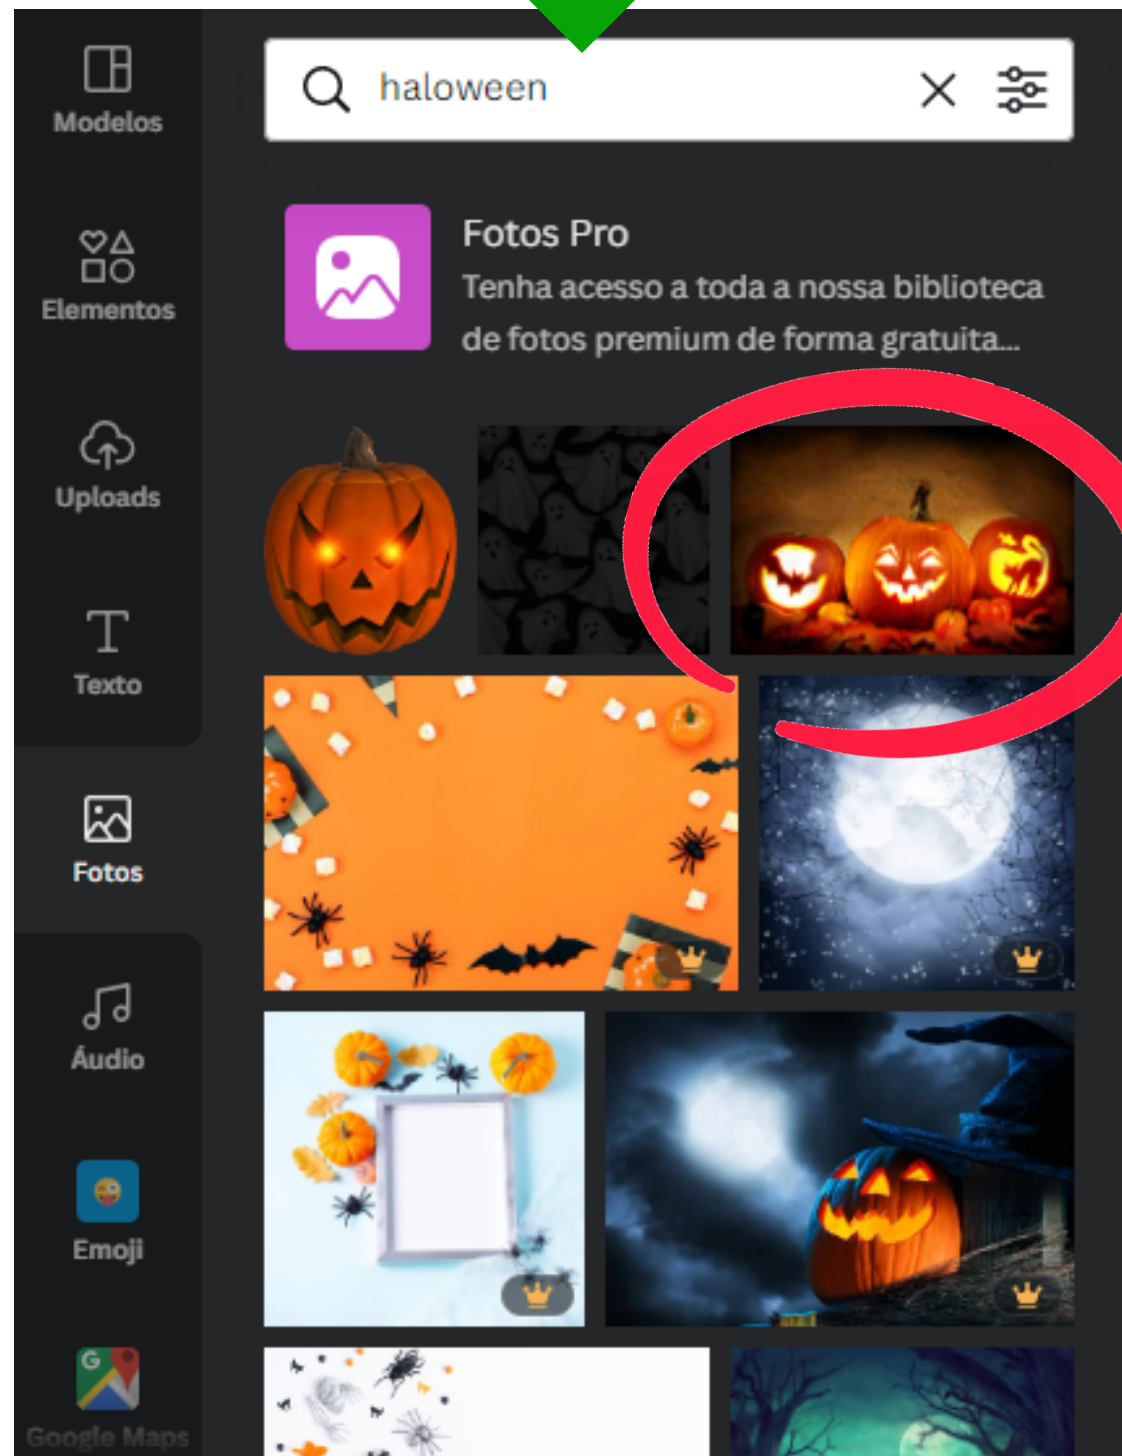 haloween
Modelos
Fotos Pro
Tenha acesso a toda a nossa biblioteca
de fotos premium de forma gratuita...
Elementos
Uploads
Texto
Fotos
Áudio
Emoji
G
Google Maps